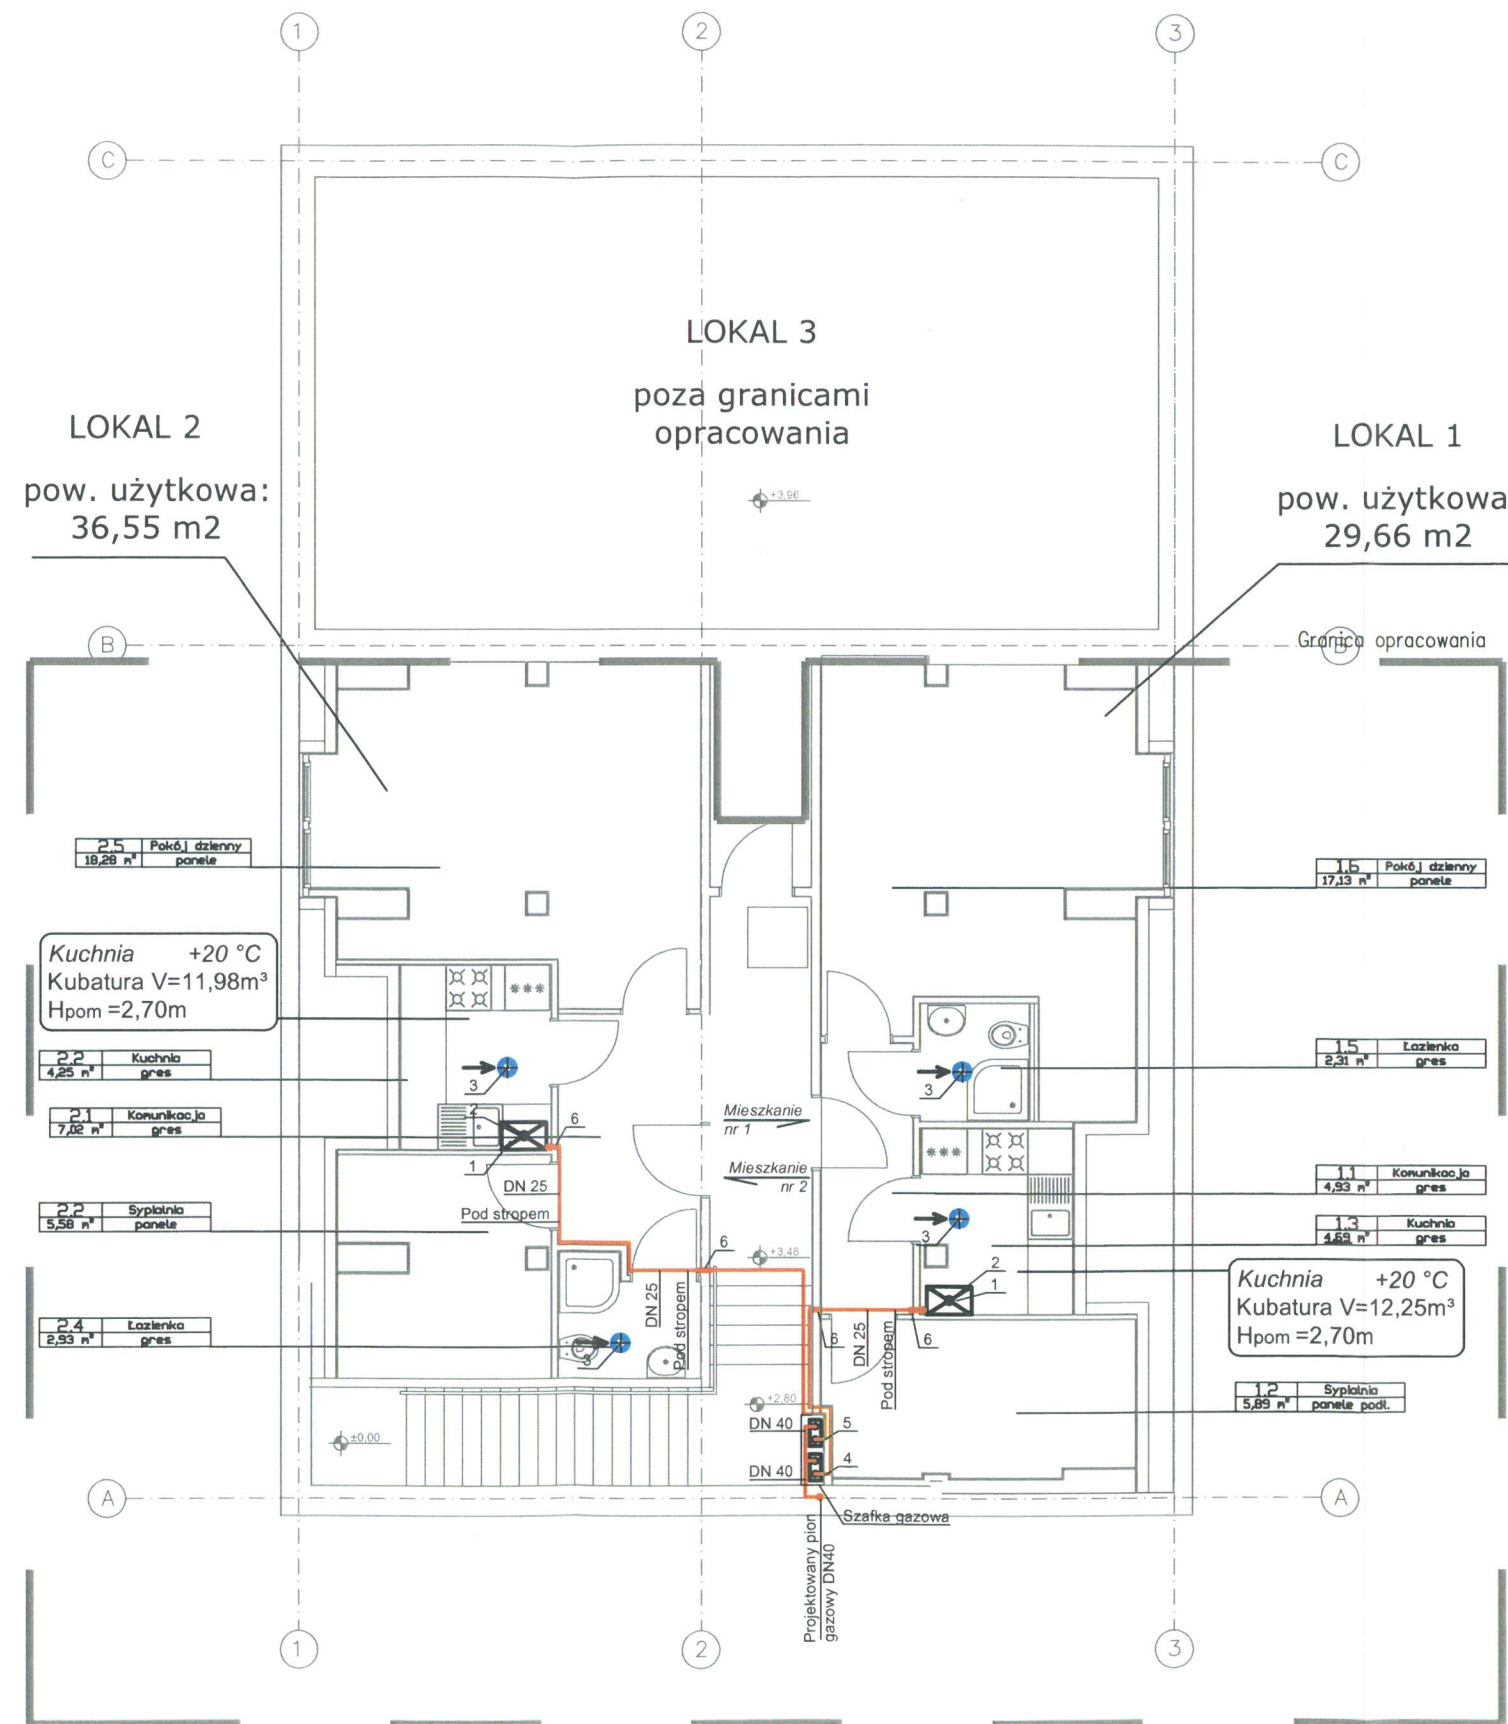 1
2
3
C
C
LOKAL 3
poza granicami
opracowania
+3,96
LOKAL 2
pow. użytkowa:
36,55 m2
LOKAL 1
pow. użytkowa
29,66 m2
B
Granica opracowania
B
2.5 Pokój dzienny
18,28 m² panele
1.6 Pokój dzienny
17,13 m² panele
Kuchnia +20 °C
Kubatura V=11,98m³
Hpom =2,70m
***
3
2.2 Kuchnia
4,25 m² gres
1.5 Łazienka
2,31 m² gres
3
2.1 Komunikacja
7,02 m² gres
2
6
1
Mieszkanie
nr 1
Mieszkanie
nr 2
***
DN 25
Pod stropem
1.1 Komunikacja
4,93 m² gres
2.2 Sypialnia
5,58 m² panele
1.3 Kuchnia
4,59 m² gres
3
6
+3,48
2
1
Kuchnia +20 °C
Kubatura V=12,25m³
Hpom =2,70m
DN 25
Pod stropem
6
DN 25
Pod stropem
6
2.4 Łazienka
2,93 m² gres
3
1.2 Sypialnia
5,89 m² panele podł.
+2,80
±0,00
DN 40
5
DN 40
4
A
A
Szafka gazowa
Projektowany pion
gazowy DN40
1
2
3